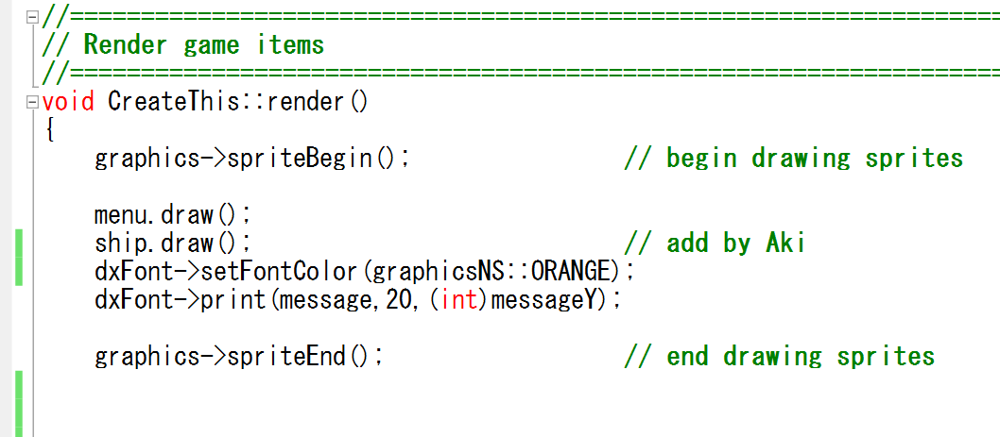 //=================================================================
// Render game items
//=================================================================
void CreateThis::render()
{
graphics->spriteBegin(); // begin drawing sprites
menu.draw();
ship.draw(); // add by Aki
dxFont->setFontColor(graphicsNS::ORANGE);
dxFont->print(message,20,(int)messageY);
graphics->spriteEnd(); // end drawing sprites